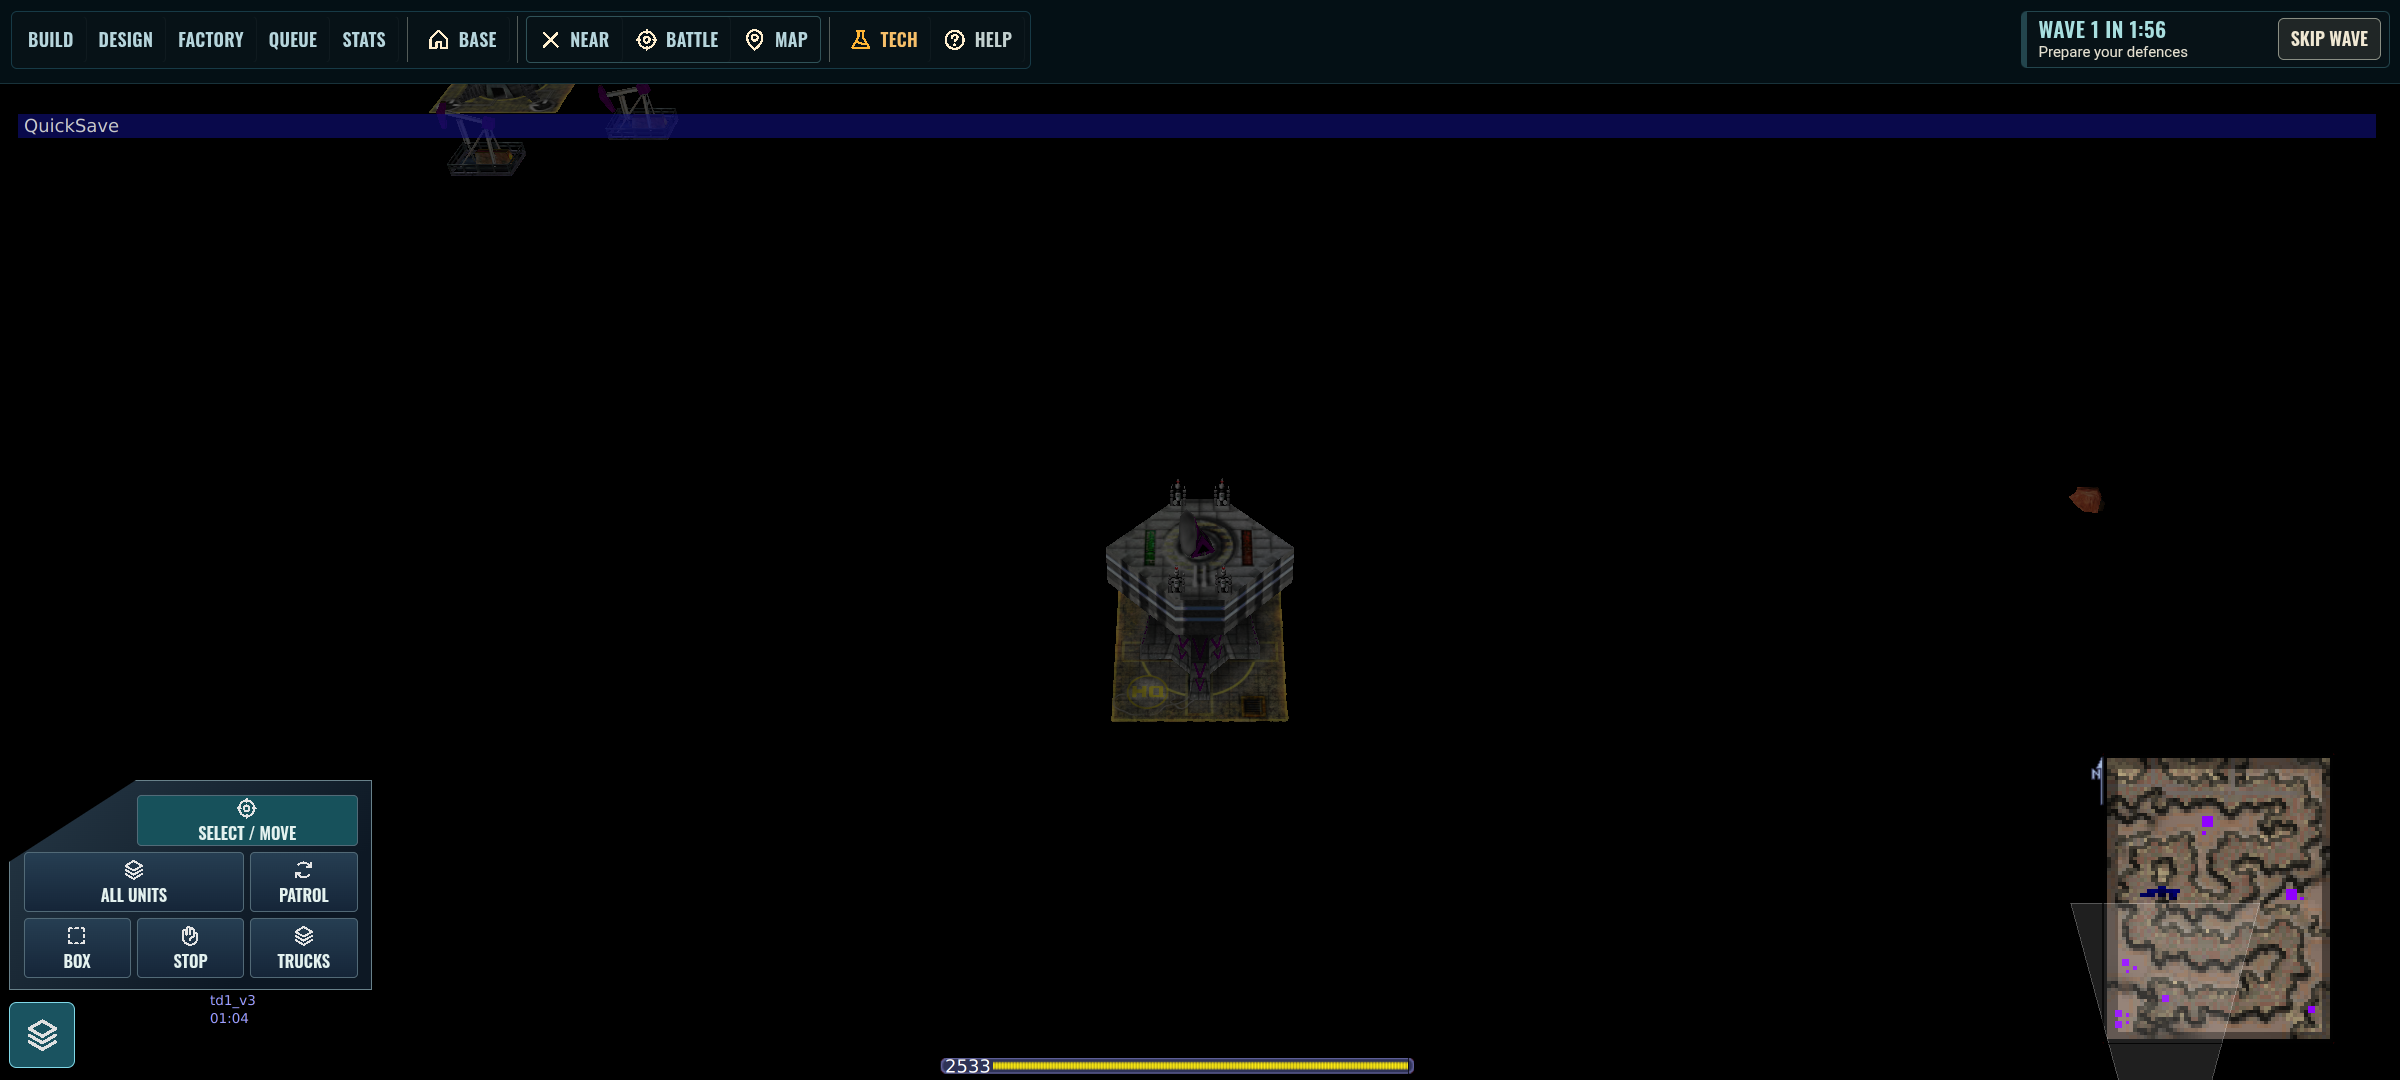 BUILD DESIGN FACTORY QUEUE STATS BASE NEAR BATTLE MAP TECH HELP
WAVE 1 IN 1:56
Prepare your defences
SKIP WAVE
QuickSave
HQ
N
SELECT / MOVE
ALL UNITS PATROL
BOX STOP TRUCKS
td1_v3
01:04
2533